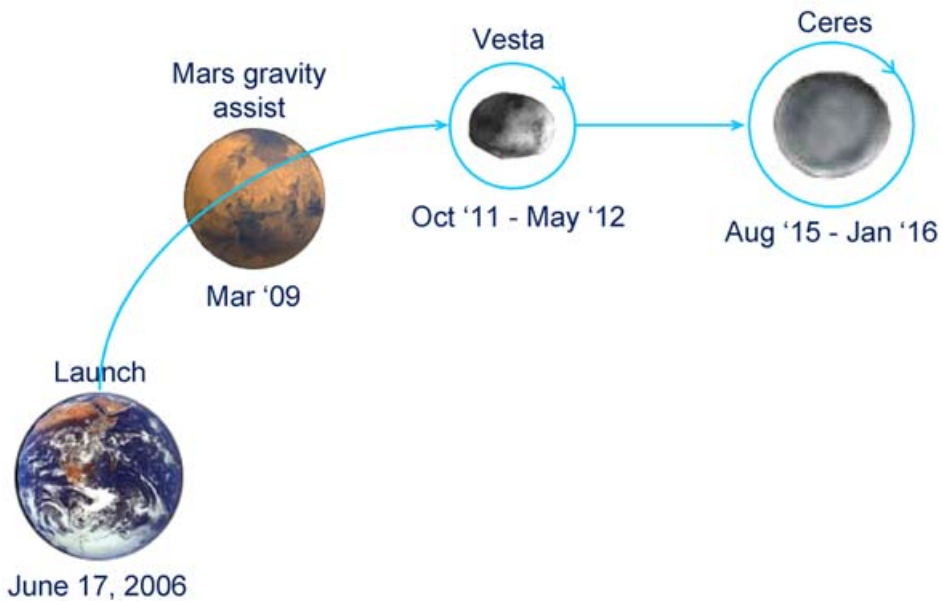 Launch
June 17, 2006
Mars gravity
assist
Mar ‘09
Vesta
Oct ‘11 - May ‘12
Ceres
Aug ‘15 - Jan ‘16